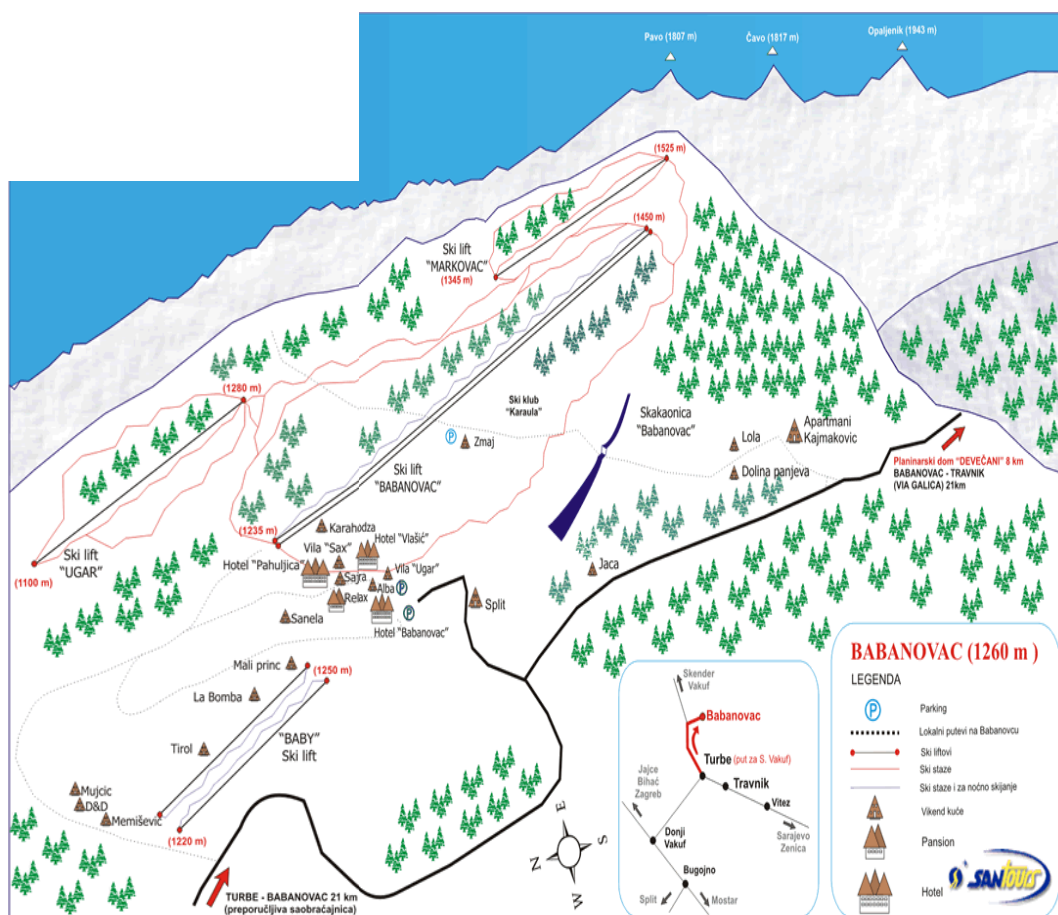 Pavo (1807 m)
Čavo (1817 m)
Opaljenik (1943 m)
(1525 m)
(1450 m)
Ski lift
"MARKOVAC"
(1345 m)
(1280 m)
Ski klub
"Karaula"
Skakaonica
"Babanovac"
Zmaj
Lola
Apartmani
Kajmakovic
Dolina panjeva
Planinarski dom "DEVEČANI" 8 km
BABANOVAC - TRAVNIK
(VIA GALICA) 21km
Ski lift
"BABANOVAC"
(1235 m)
Karahodza
Hotel "Vlašić"
Vila "Sax"
Hotel "Pahuljica"
Ski lift
"UGAR"
(1100 m)
Sajra
Vila "Ugar"
Alba
Relax
Jaca
Split
Sanela
Hotel "Babanovac"
Mali princ
(1250 m)
La Bomba
"BABY"
Ski lift
Tirol
Mujcic
D&D
Memišević
(1220 m)
TURBE - BABANOVAC 21 km
(preporučljiva saobraćajnica)
N
E
S
W
Skender
Vakuf
Babanovac
Turbe (put za S. Vakuf)
Jajce
Bihać
Zagreb
Travnik
Vitez
Sarajevo
Zenica
Donji
Vakuf
Bugojno
Split
Mostar
BABANOVAC (1260 m )
LEGENDA
P
Parking
Lokalni putevi na Babanovcu
Ski liftovi
Ski staze
Ski staze i za noćno skijanje
Vikend kuće
Pansion
Hotel
SANTOURS